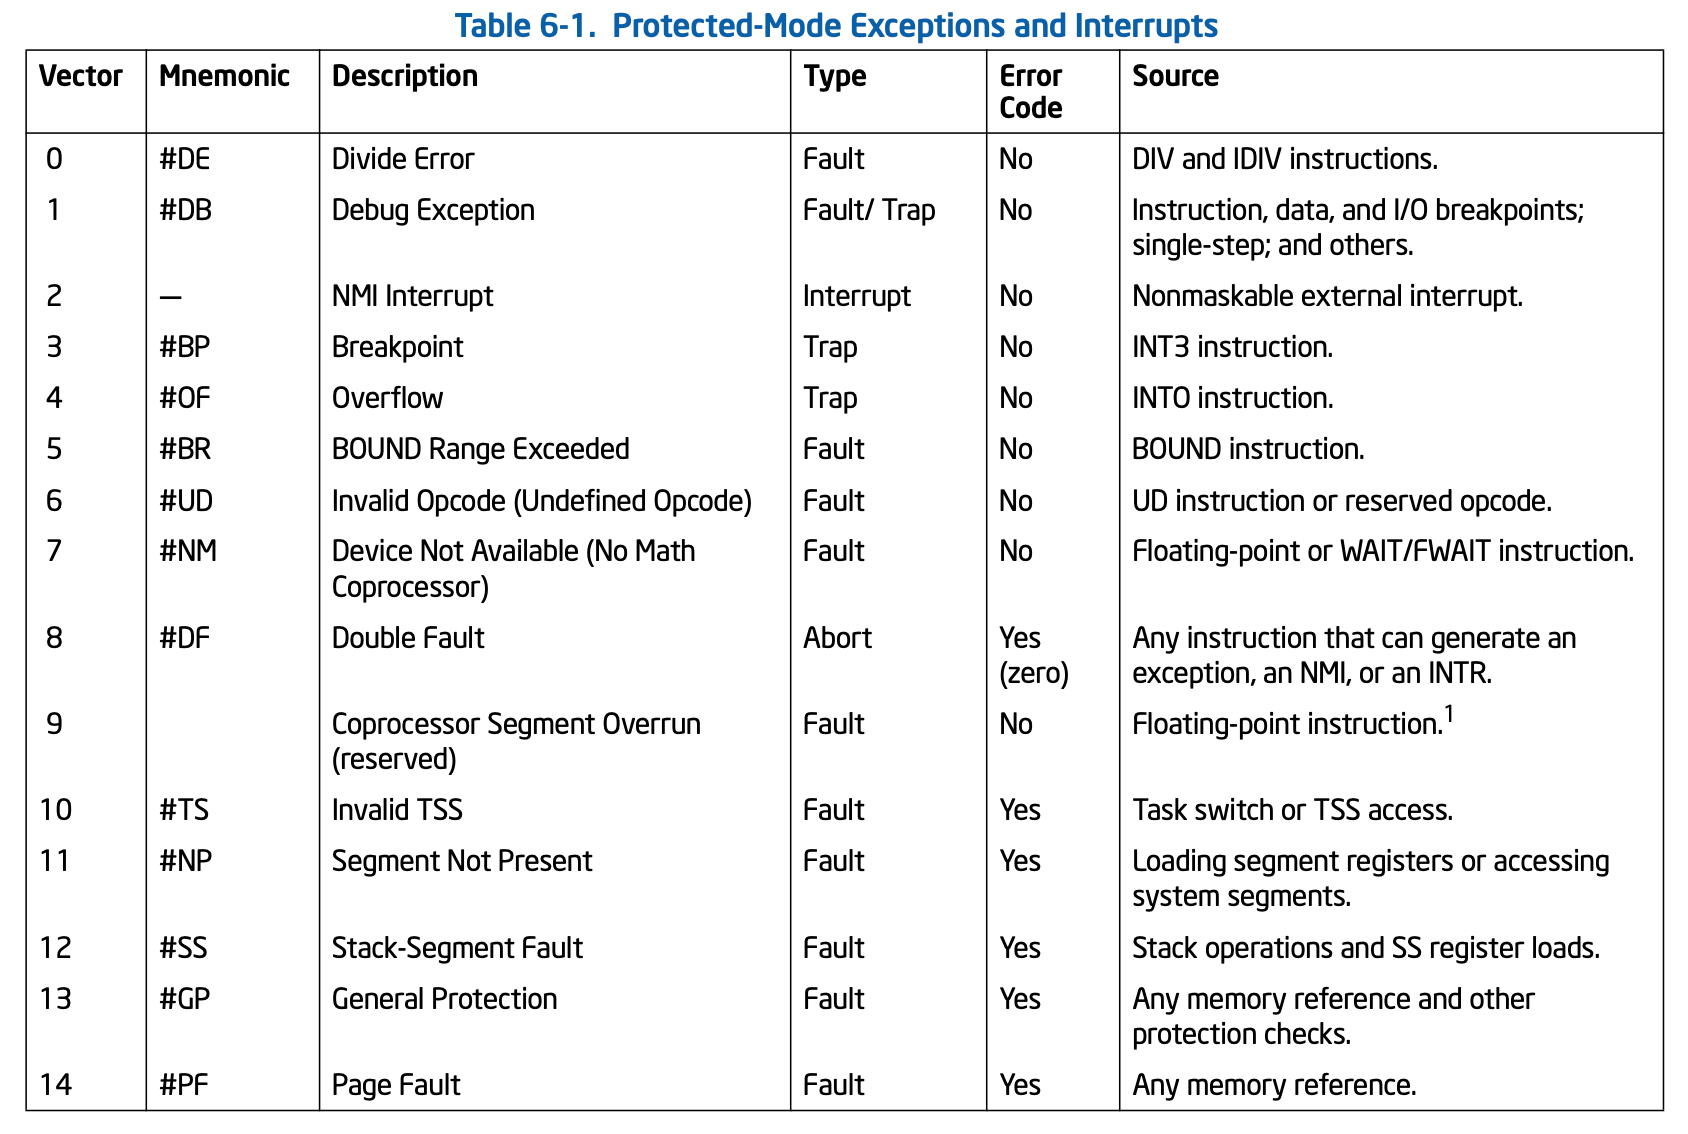 Table 6-1. Protected-Mode Exceptions and Interrupts
Vector Mnemonic Description Type Error Code Source
0 #DE Divide Error Fault No DIV and IDIV instructions.
1 #DB Debug Exception Fault/ Trap No Instruction, data, and I/O breakpoints;
single-step; and others.
2 — NMI Interrupt Interrupt No Nonmaskable external interrupt.
3 #BP Breakpoint Trap No INT3 instruction.
4 #OF Overflow Trap No INTO instruction.
5 #BR BOUND Range Exceeded Fault No BOUND instruction.
6 #UD Invalid Opcode (Undefined Opcode) Fault No UD instruction or reserved opcode.
7 #NM Device Not Available (No Math Fault No Floating-point or WAIT/FWAIT instruction.
Coprocessor)
8 #DF Double Fault Abort Yes Any instruction that can generate an
(zero) exception, an NMI, or an INTR.
9 Coprocessor Segment Overrun Fault No Floating-point instruction.1
(reserved)
10 #TS Invalid TSS Fault Yes Task switch or TSS access.
11 #NP Segment Not Present Fault Yes Loading segment registers or accessing
system segments.
12 #SS Stack-Segment Fault Fault Yes Stack operations and SS register loads.
13 #GP General Protection Fault Yes Any memory reference and other
protection checks.
14 #PF Page Fault Fault Yes Any memory reference.